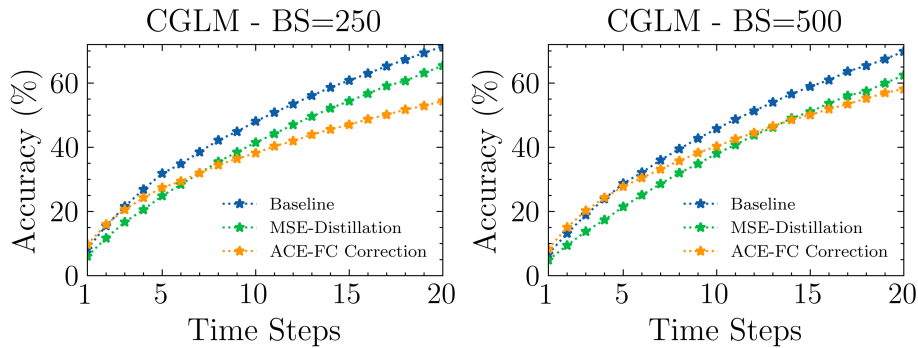 CGLM - BS=250
Accuracy (%)
60
40
20
0
Baseline
MSE-Distillation
ACE-FC Correction
1 5 10 15 20
Time Steps
CGLM - BS=500
Accuracy (%)
60
40
20
0
Baseline
MSE-Distillation
ACE-FC Correction
1 5 10 15 20
Time Steps